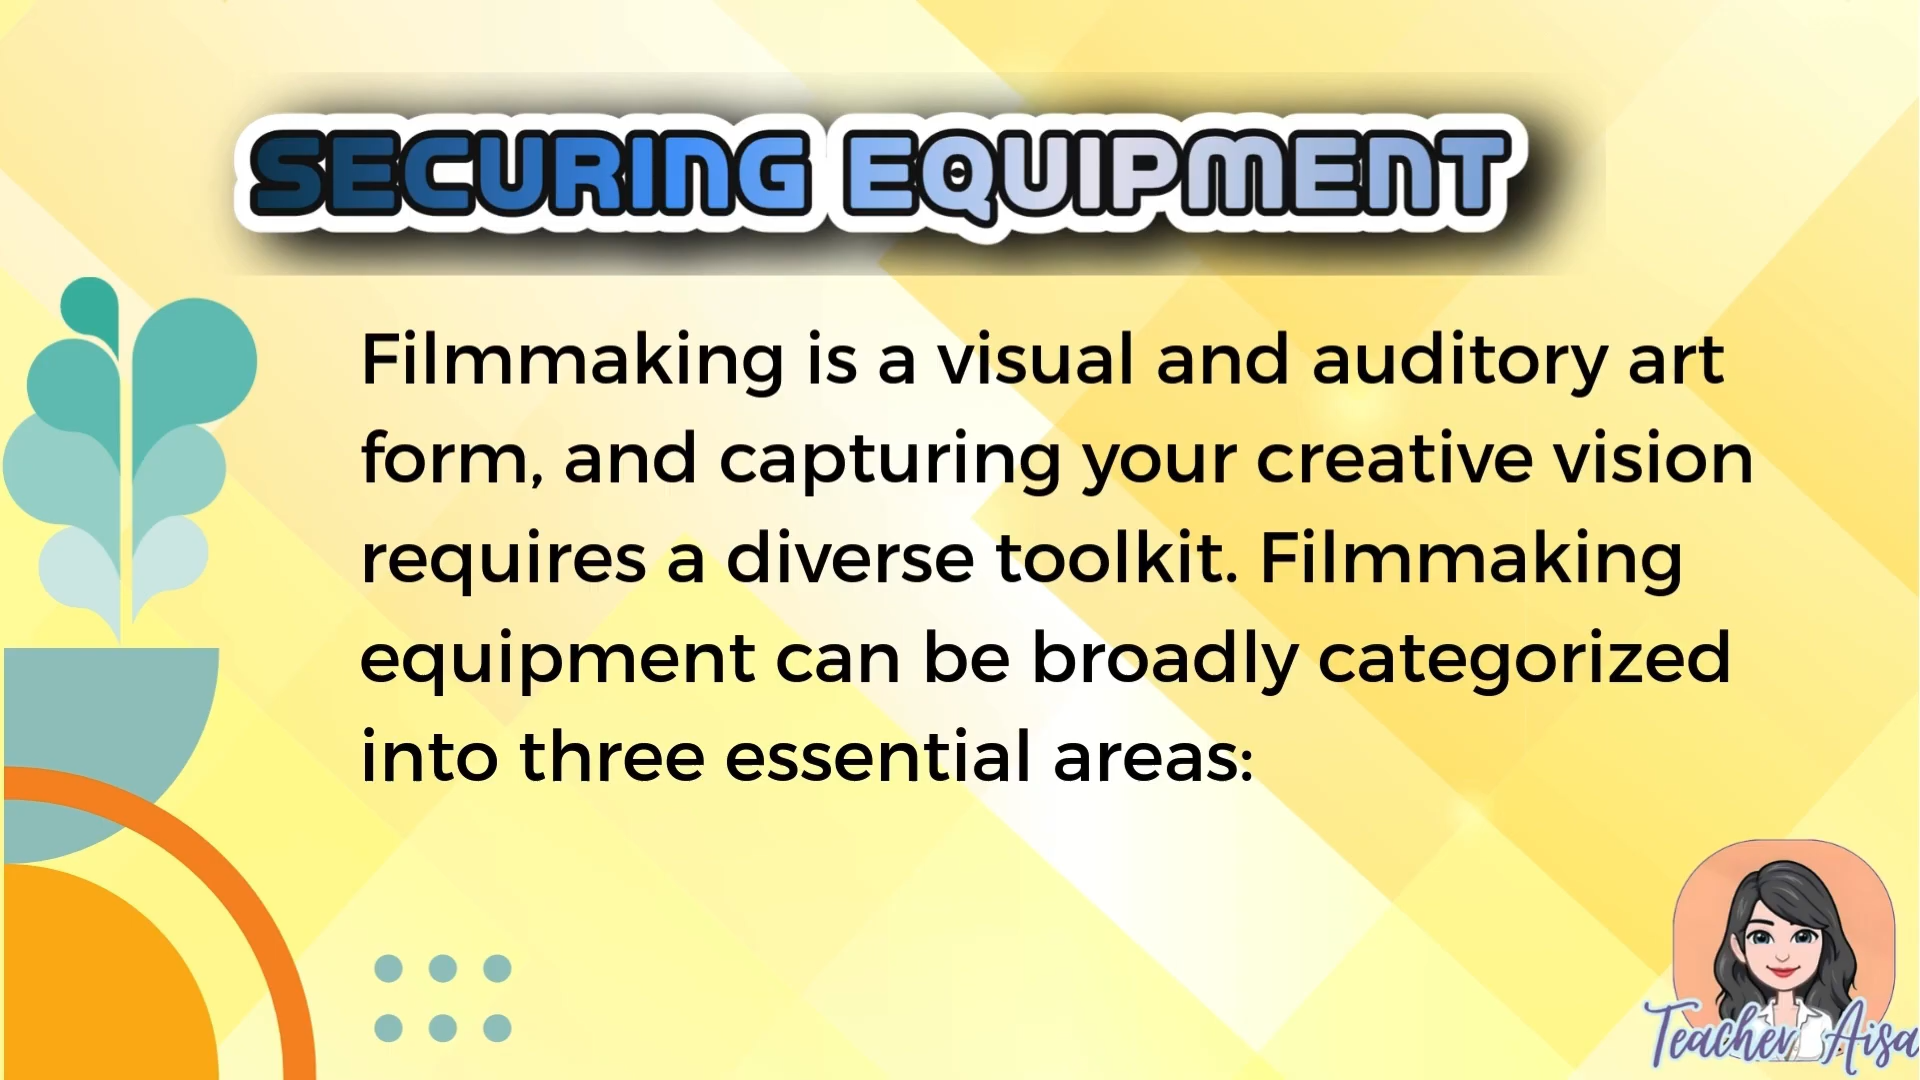 SECURING EQUIPMENT
Filmmaking is a visual and auditory art
form, and capturing your creative vision
requires a diverse toolkit. Filmmaking
equipment can be broadly categorized
into three essential areas:
Teacher Aisa